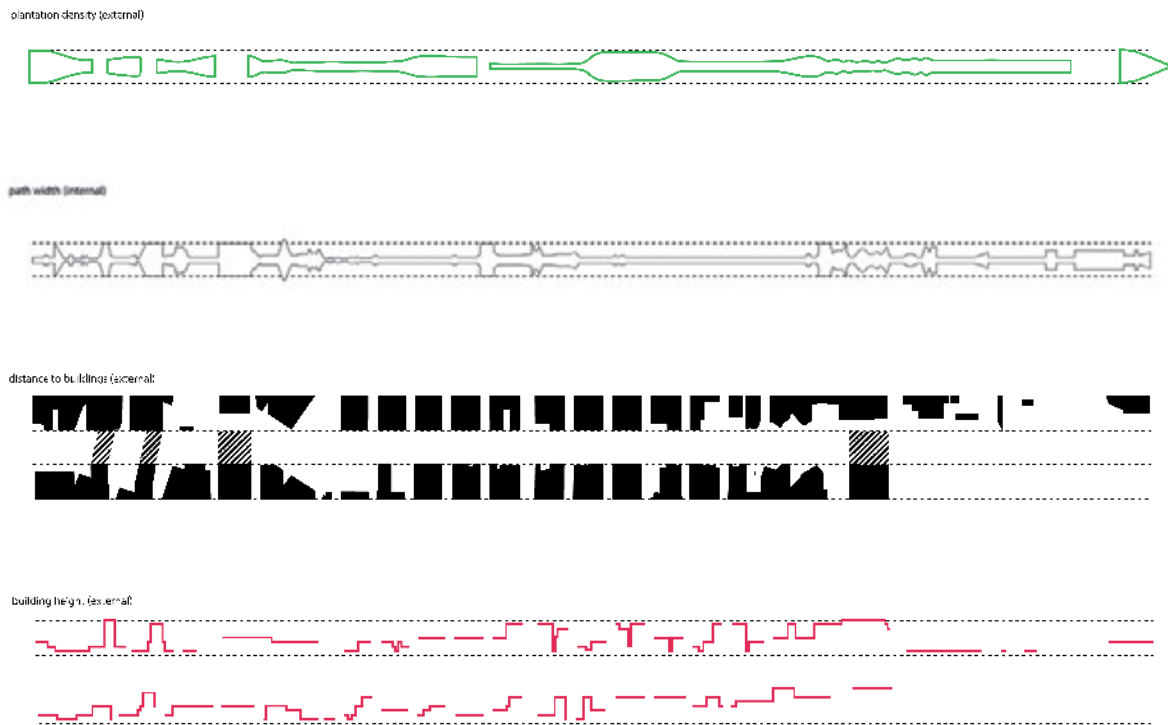 plantation density (external)
path width (internal)
distance to buildings (external)
building height (external)